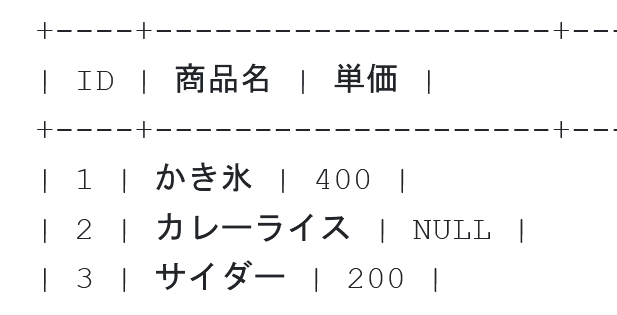 +----+---------------------+---
| ID | 商品名 | 単価 |
+----+---------------------+---
| 1 | かき氷 | 400 |
| 2 | カレーライス | NULL |
| 3 | サイダー | 200 |